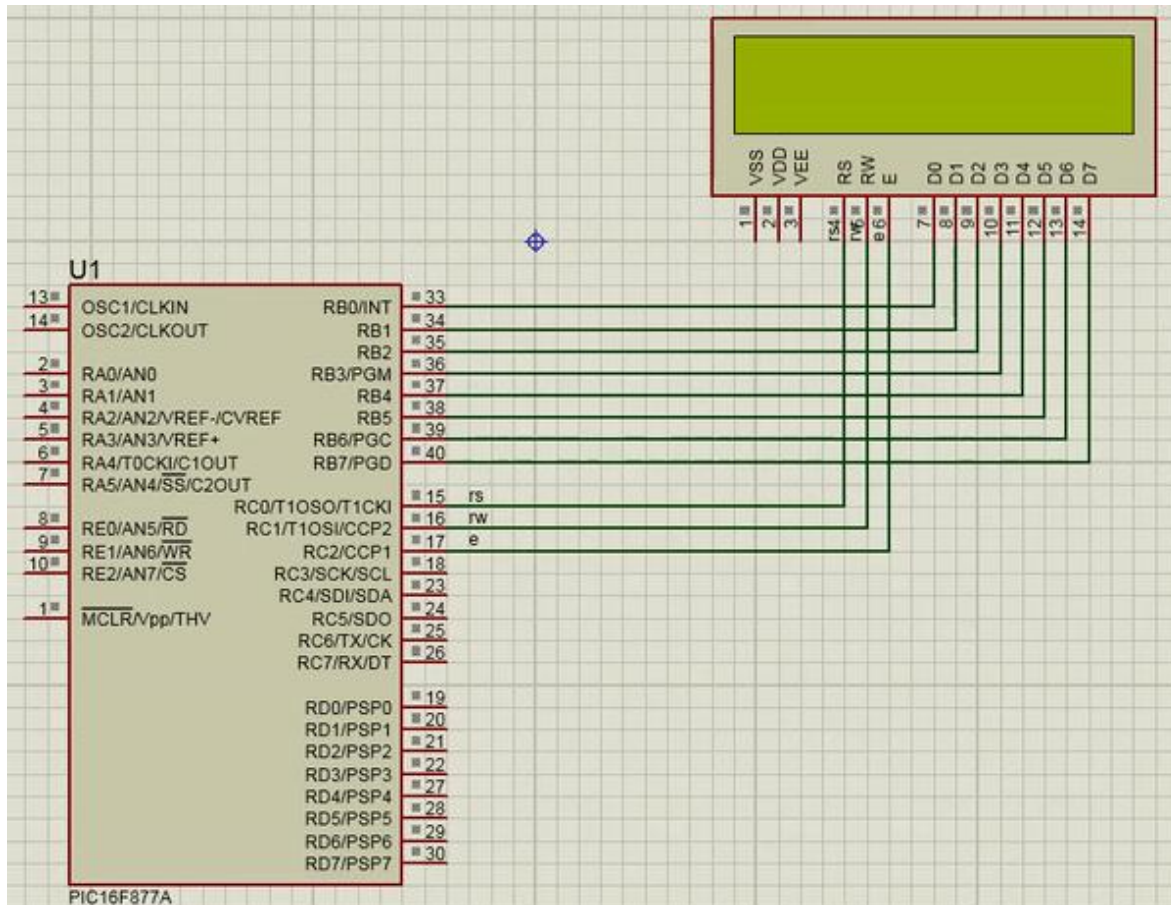 VSS VDD VEE RS RW E D0 D1 D2 D3 D4 D5 D6 D7
1 2 3 rs4 e6 7 8 9 10 11 12 13 14
U1
13 OSC1/CLKIN RB0/INT 33
14 OSC2/CLKOUT RB1 34
RB2 35
2 RA0/AN0 RB3/PGM 36
3 RA1/AN1 RB4 37
4 RA2/AN2/VREF-/CVREF RB5 38
5 RA3/AN3/VREF+ RB6/PGC 39
6 RA4/T0CKI/C1OUT RB7/PGD 40
7 RA5/AN4/SS/C2OUT
RC0/T1OSO/T1CKI 15 rs
8 RE0/AN5/RD RC1/T1OSI/CCP2 16 rw
9 RE1/AN6/WR RC2/CCP1 17 e
10 RE2/AN7/CS RC3/SCK/SCL 18
RC4/SDI/SDA 23
1 MCLR/Vpp/THV RC5/SDO 24
RC6/TX/CK 25
RC7/RX/DT 26
RD0/PSP0 19
RD1/PSP1 20
RD2/PSP2 21
RD3/PSP3 22
RD4/PSP4 27
RD5/PSP5 28
RD6/PSP6 29
RD7/PSP7 30
PIC16F877A